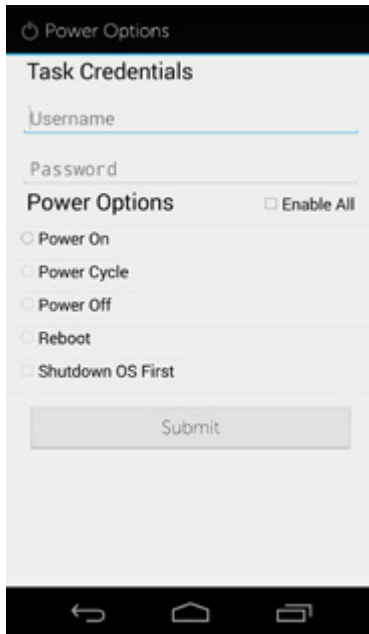 Power Options
Task Credentials
Username
Password
Power Options Enable All
Power On
Power Cycle
Power Off
Reboot
Shutdown OS First
Submit